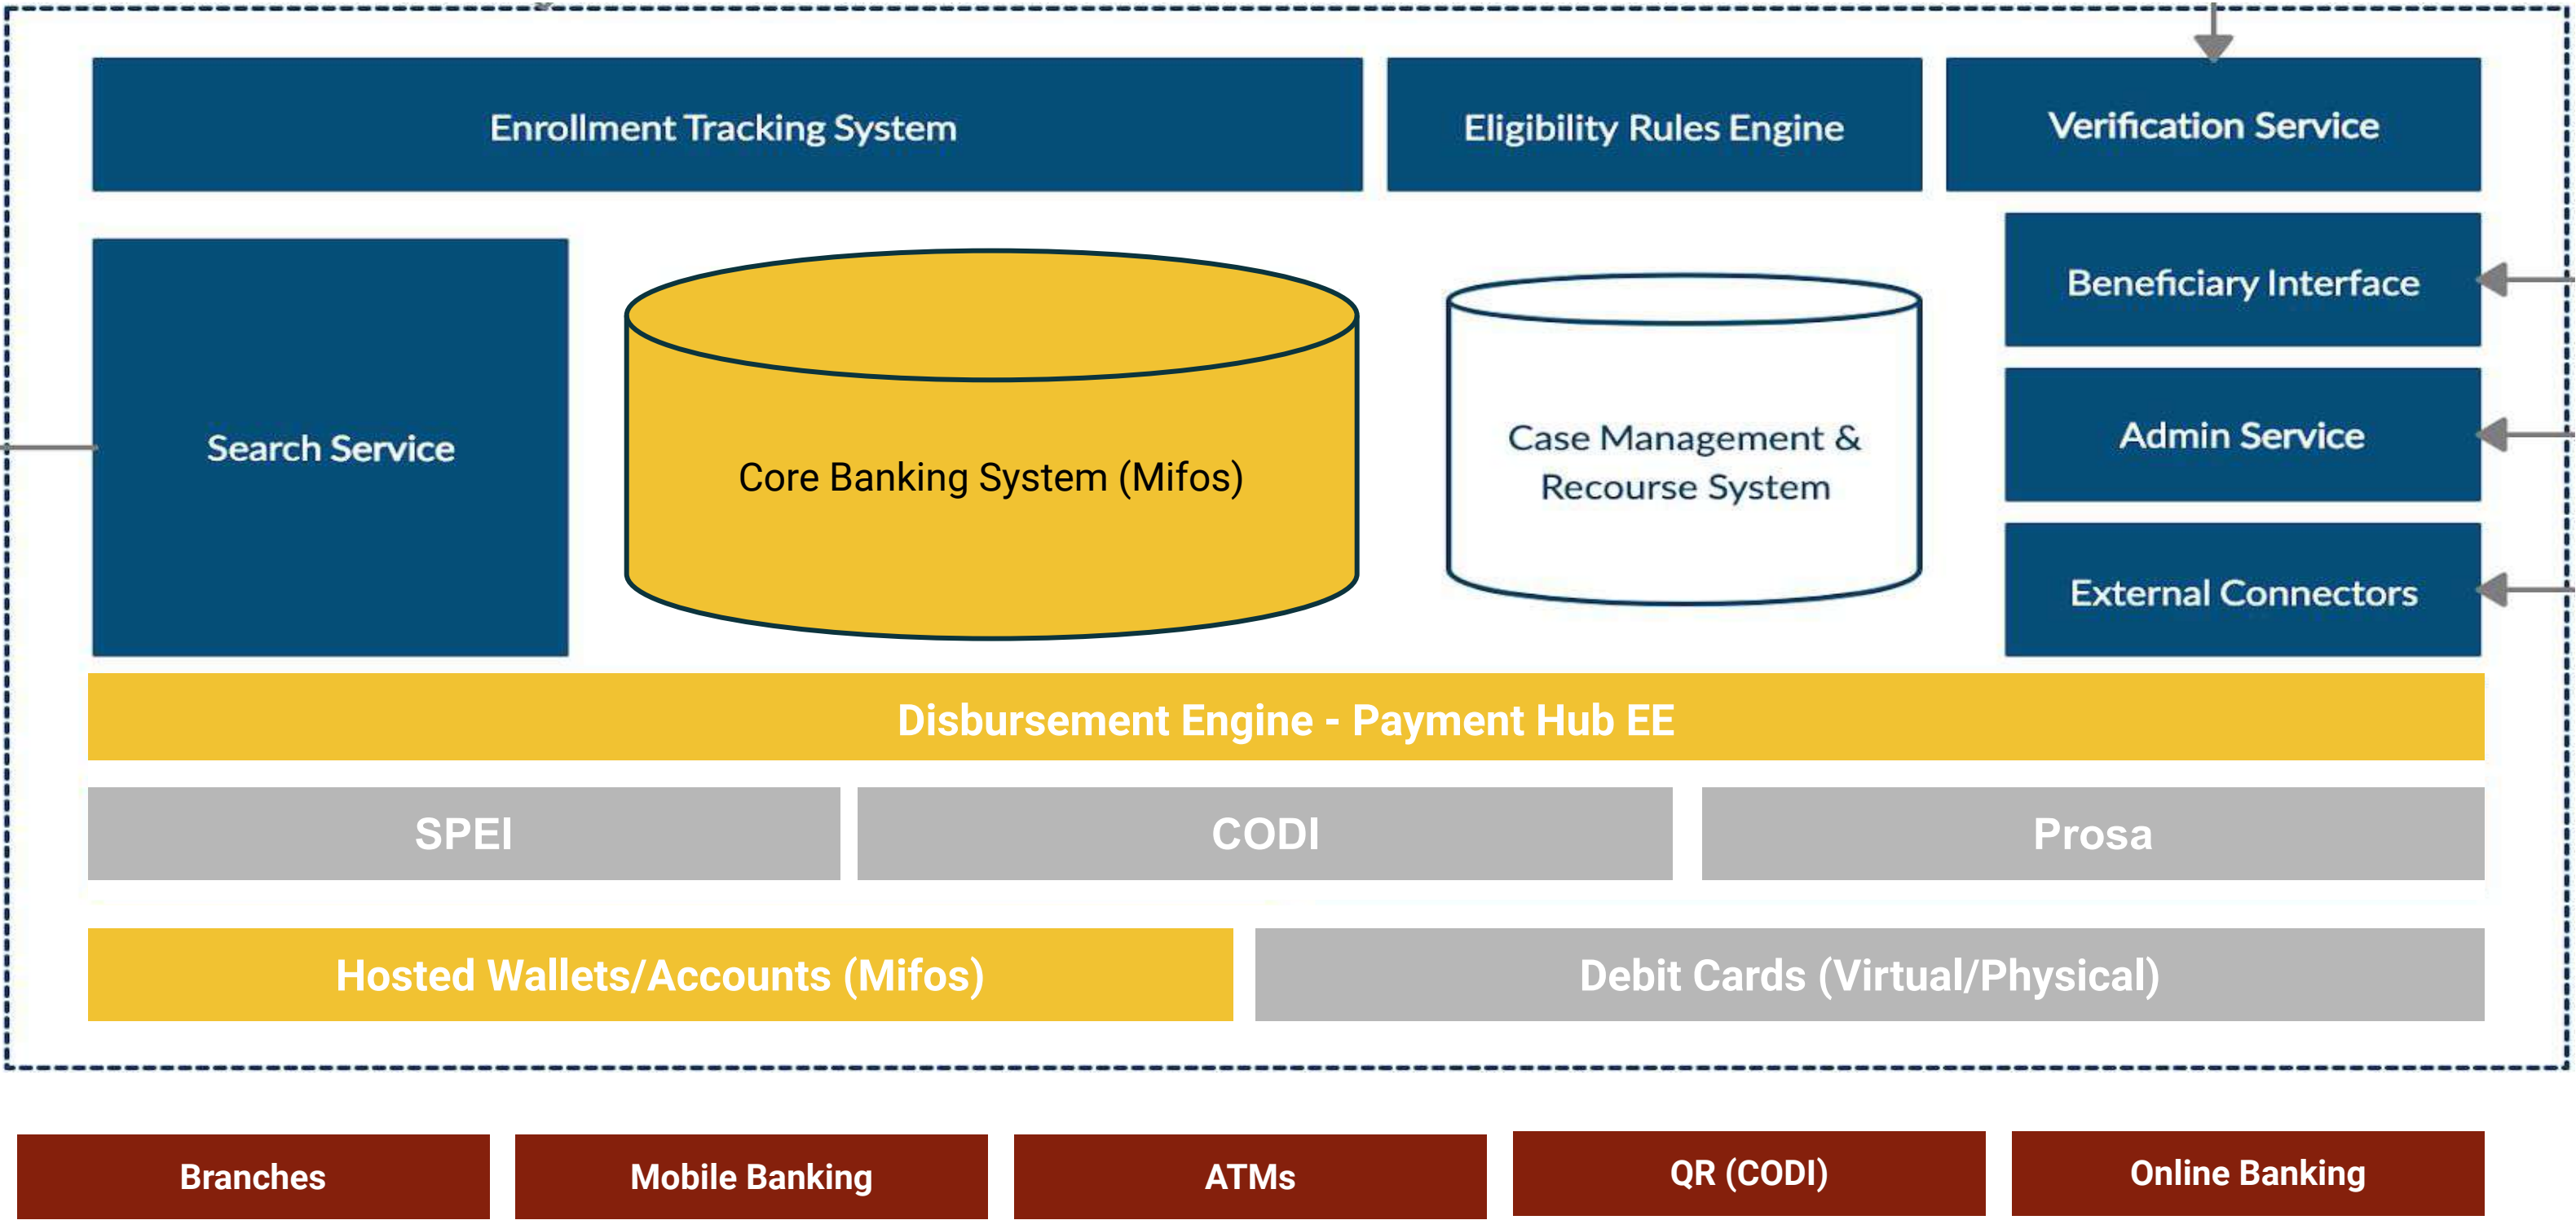 Enrollment Tracking System
Eligibility Rules Engine
Verification Service
Search Service
Core Banking System (Mifos)
Case Management &
Recourse System
Beneficiary Interface
Admin Service
External Connectors
Disbursement Engine - Payment Hub EE
SPEI
CODI
Prosa
Hosted Wallets/Accounts (Mifos)
Debit Cards (Virtual/Physical)
Branches
Mobile Banking
ATMs
QR (CODI)
Online Banking